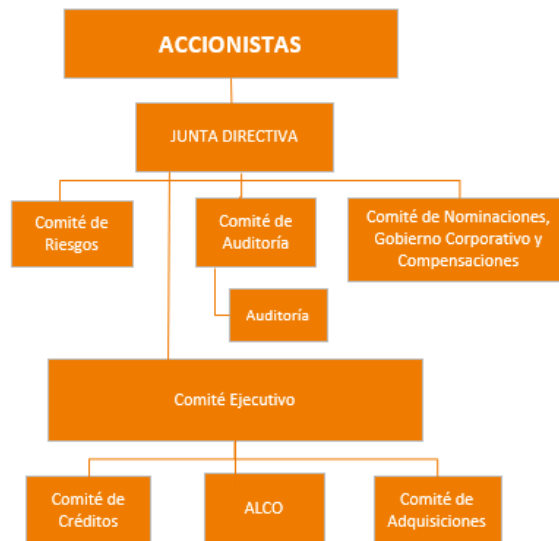 ACCIONISTAS
JUNTA DIRECTIVA
Comité de
Riesgos
Comité de
Auditoría
Comité de Nominaciones,
Gobierno Corporativo y
Compensaciones
Auditoría
Comité Ejecutivo
Comité de
Créditos
ALCO
Comité de
Adquisiciones